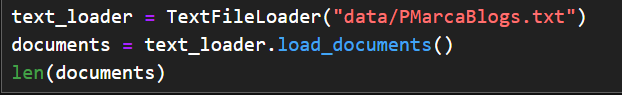 text_loader = TextFileLoader("data/PMarcaBlogs.txt")
documents = text_loader.load_documents()
len(documents)